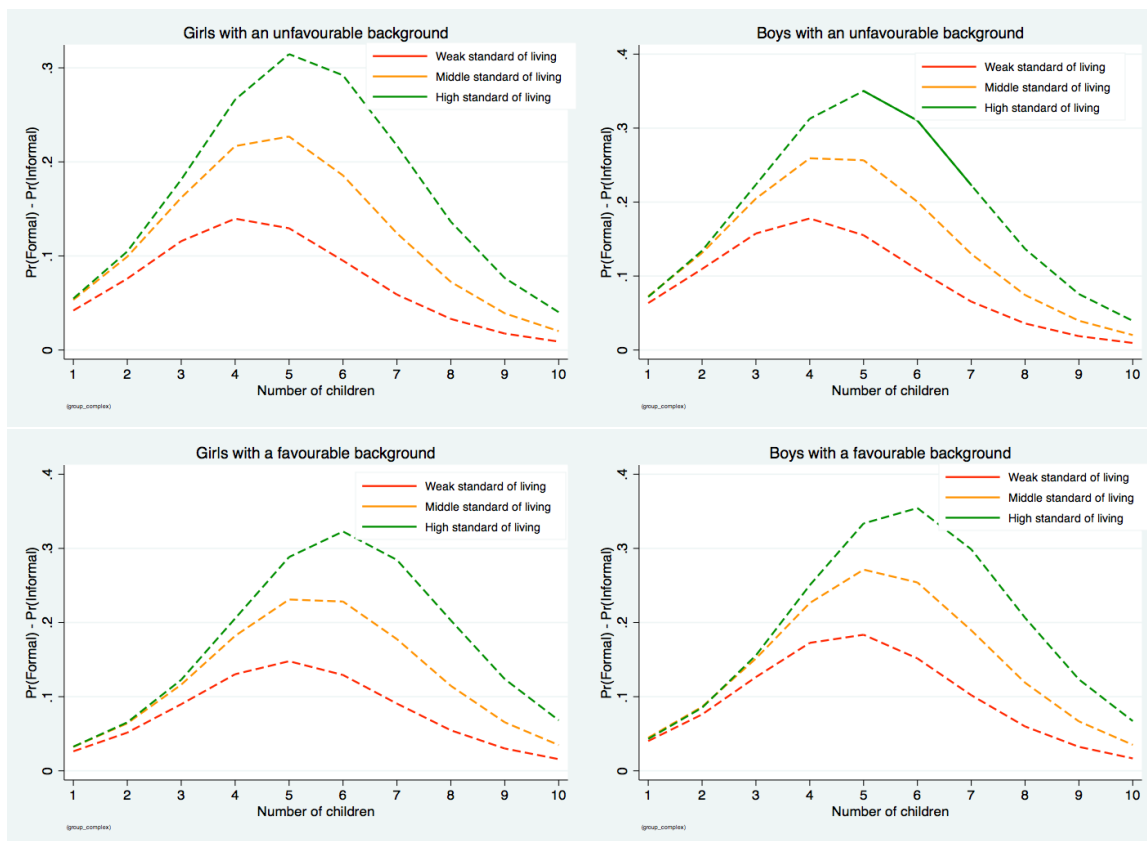 Girls with an unfavourable background
Weak standard of living
Middle standard of living
High standard of living
Pr(Formal) - Pr(Informal)
.3
.2
.1
0
1 2 3 4 5 6 7 8 9 10
Number of children
(group_complex)
Boys with an unfavourable background
Weak standard of living
Middle standard of living
High standard of living
Pr(Formal) - Pr(Informal)
.4
.3
.2
.1
0
1 2 3 4 5 6 7 8 9 10
Number of children
Girls with a favourable background
Weak standard of living
Middle standard of living
High standard of living
Pr(Formal) - Pr(Informal)
.4
.3
.2
.1
0
1 2 3 4 5 6 7 8 9 10
Number of children
(group_complex)
Boys with a favourable background
Weak standard of living
Middle standard of living
High standard of living
Pr(Formal) - Pr(Informal)
.4
.3
.2
.1
0
1 2 3 4 5 6 7 8 9 10
Number of children
(group_complex)